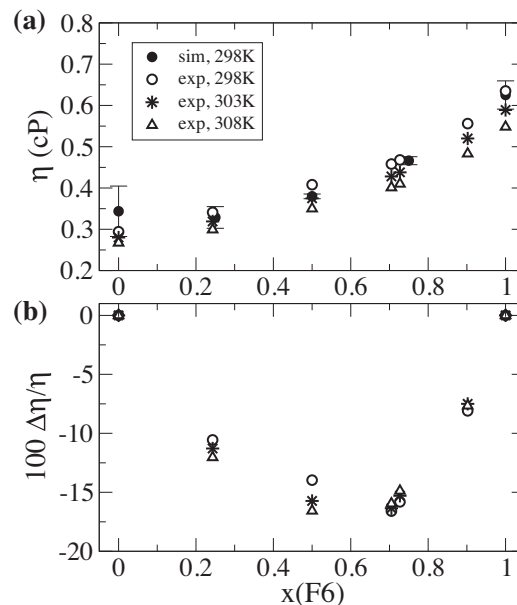 (a)
0.8
0.7
0.6
0.5
0.4
0.3
0.2
η (cP)
sim, 298K
exp, 298K
exp, 303K
exp, 308K
0 0.2 0.4 0.6 0.8 1
(b)
0
-5
-10
-15
-20
100 Δη/η
0 0.2 0.4 0.6 0.8 1
x(F6)